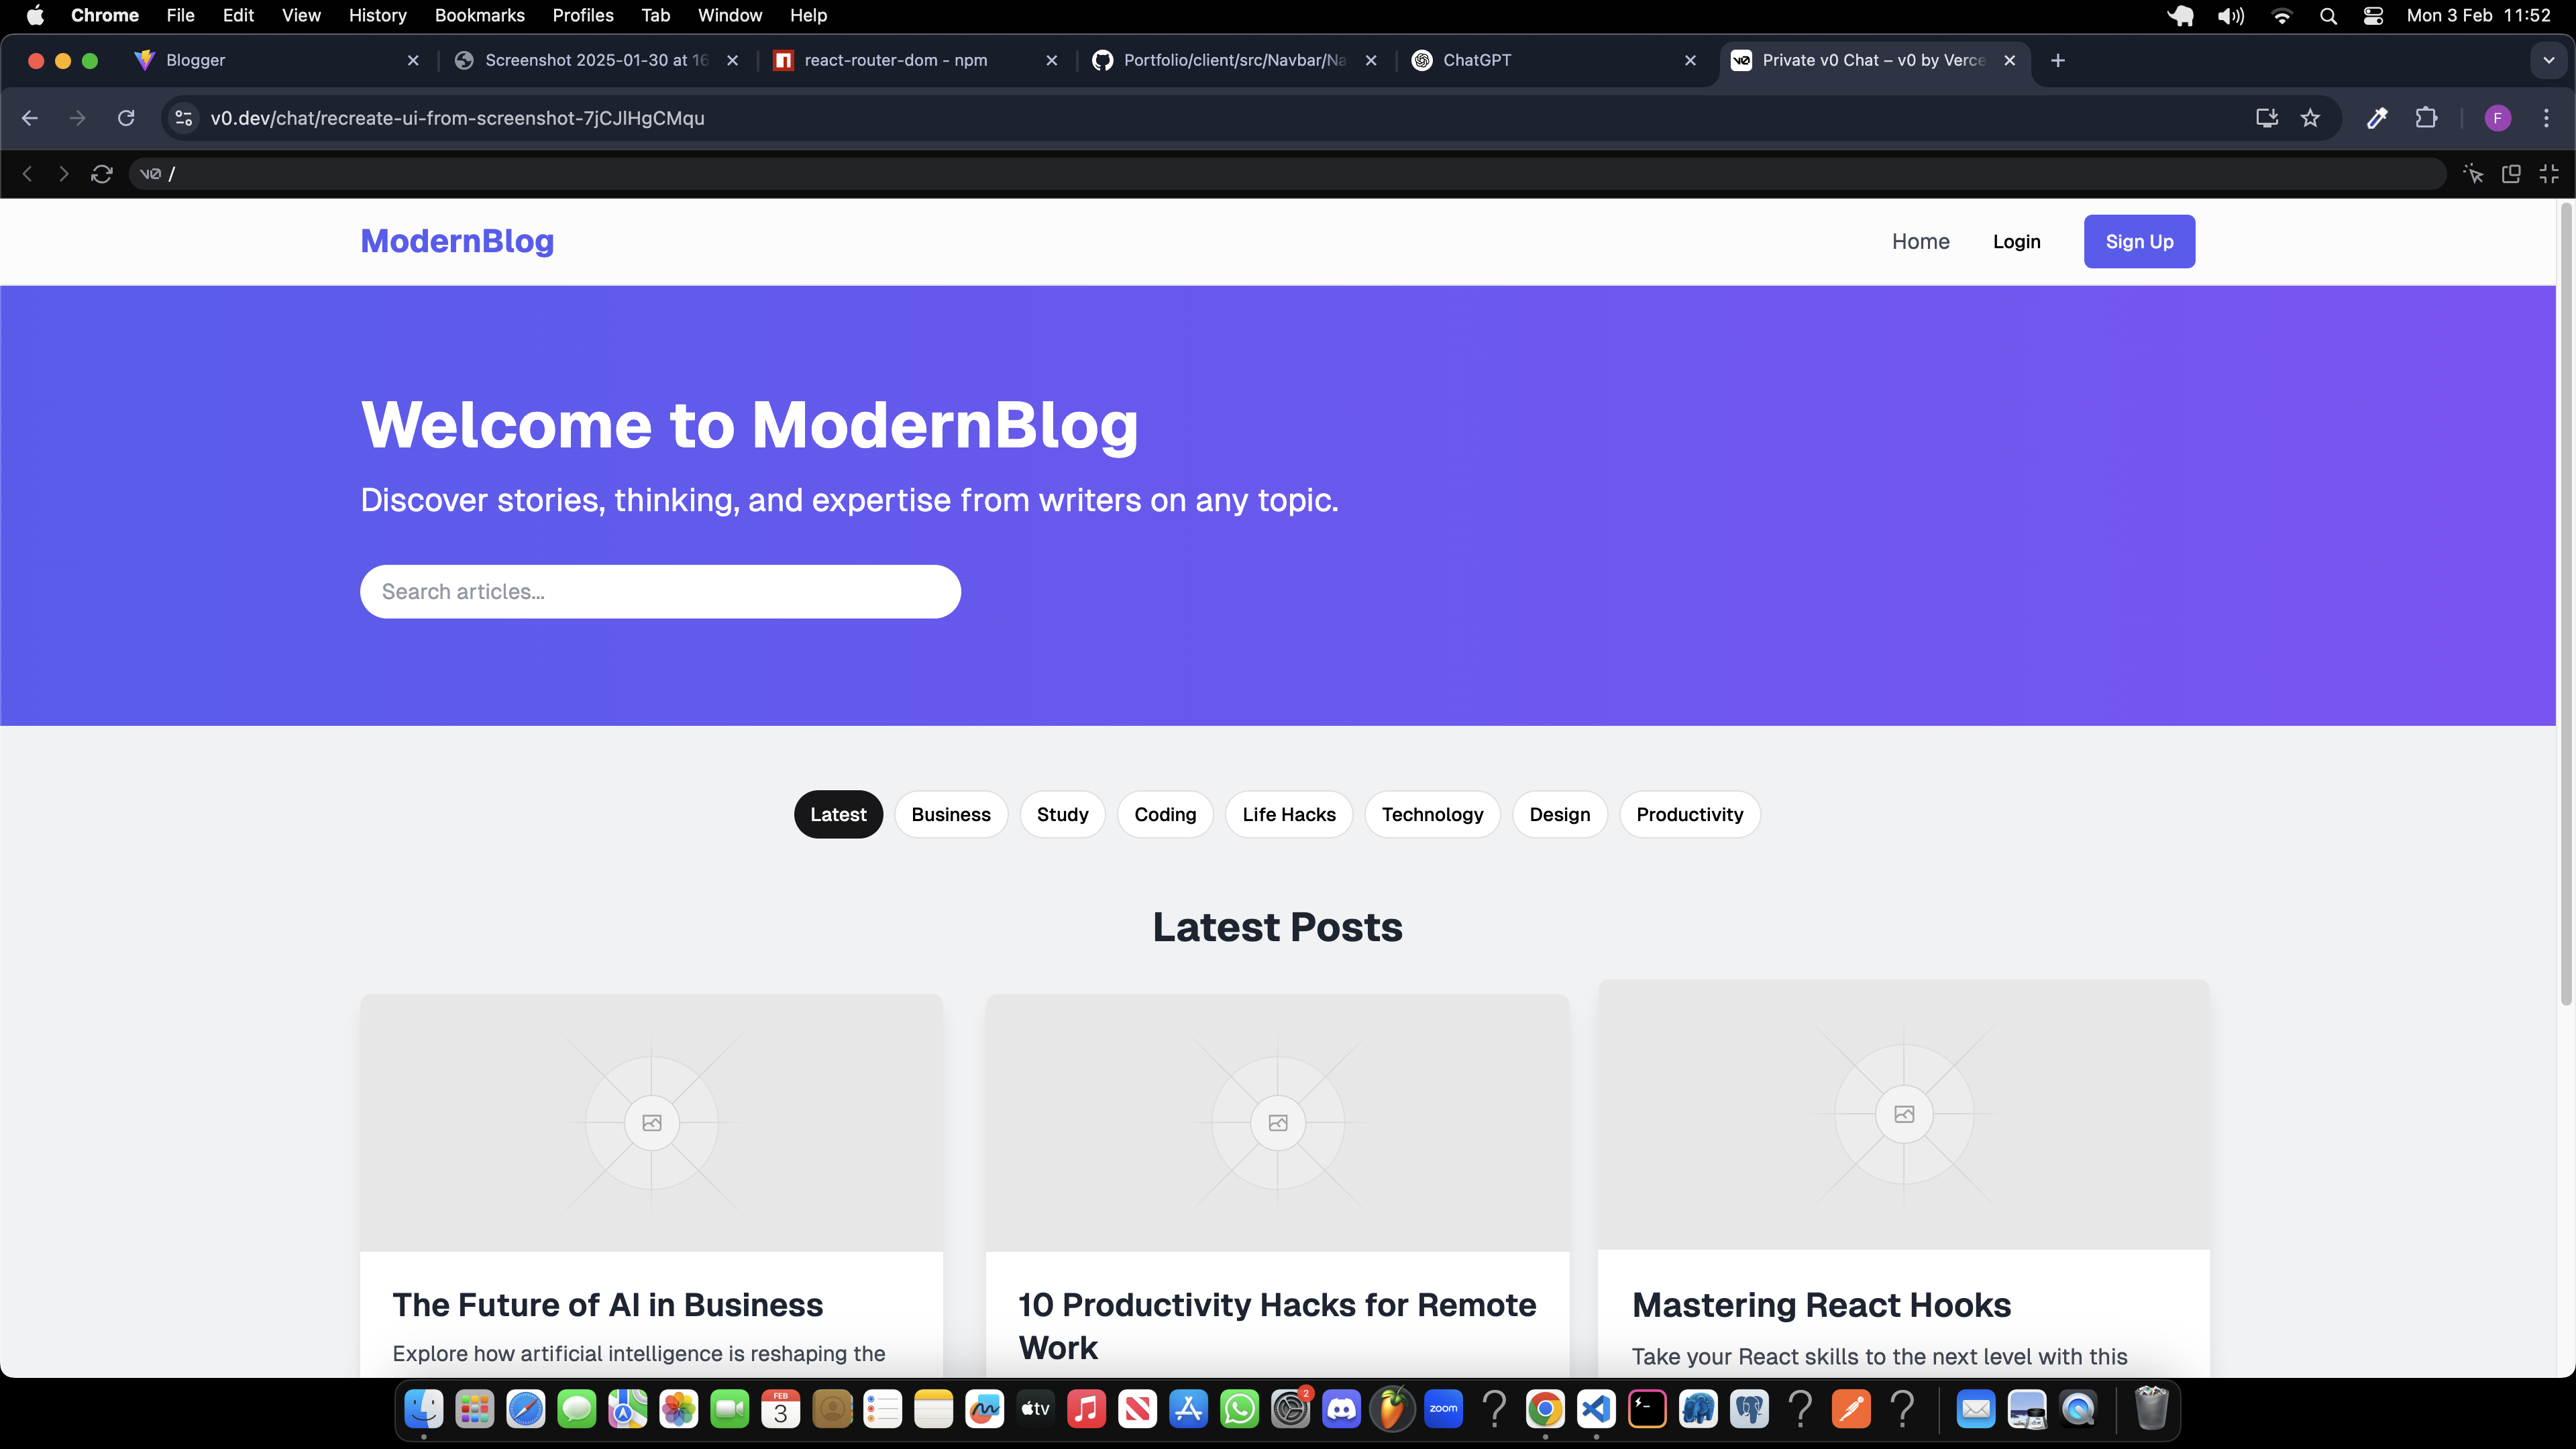 Chrome File Edit View History Bookmarks Profiles Tab Window Help Mon 3 Feb 11:52
Blogger Screenshot 2025-01-30 at 16 react-router-dom - npm Portfolio/client/src/Navbar/Na ChatGPT Private v0 Chat – v0 by Verce
v0.dev/chat/recreate-ui-from-screenshot-7jCJlHgCMqu F
v0 /
ModernBlog Home Login Sign Up
Welcome to ModernBlog
Discover stories, thinking, and expertise from writers on any topic.
Search articles...
Latest Business Study Coding Life Hacks Technology Design Productivity
Latest Posts
The Future of AI in Business
Explore how artificial intelligence is reshaping the
10 Productivity Hacks for Remote
Work
Mastering React Hooks
Take your React skills to the next level with this
FEB
3
tv
2
zoom